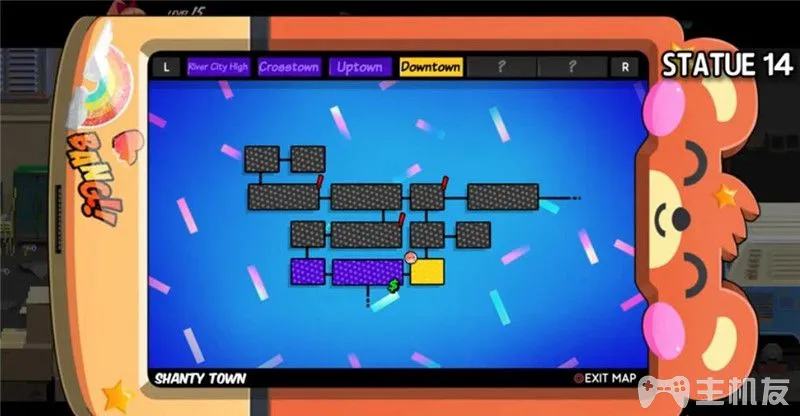 LEVEL 15
L
River City High
Crosstown
Uptown
Downtown
?
?
R
STATUE 14
BANG!
SHANTY TOWN
EXIT MAP
主机友